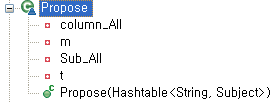 Propose
column_All
m
Sub_All
t
Propose(Hashtable<String, Subject>)